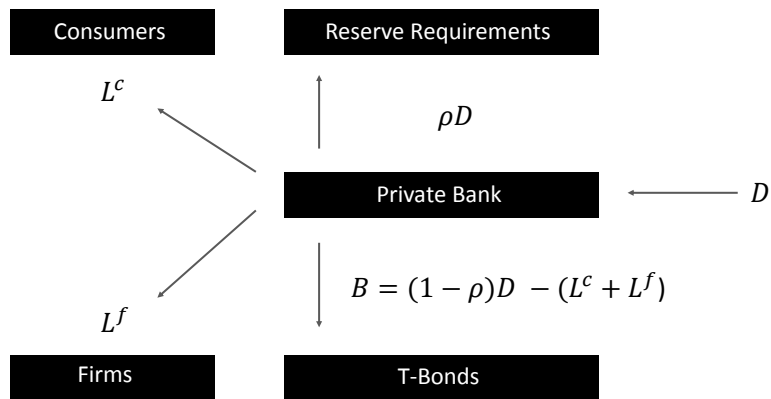 Consumers
Reserve Requirements
L^c
ρD
Private Bank
D
B = (1 − ρ)D − (L^c + L^f)
L^f
Firms
T-Bonds